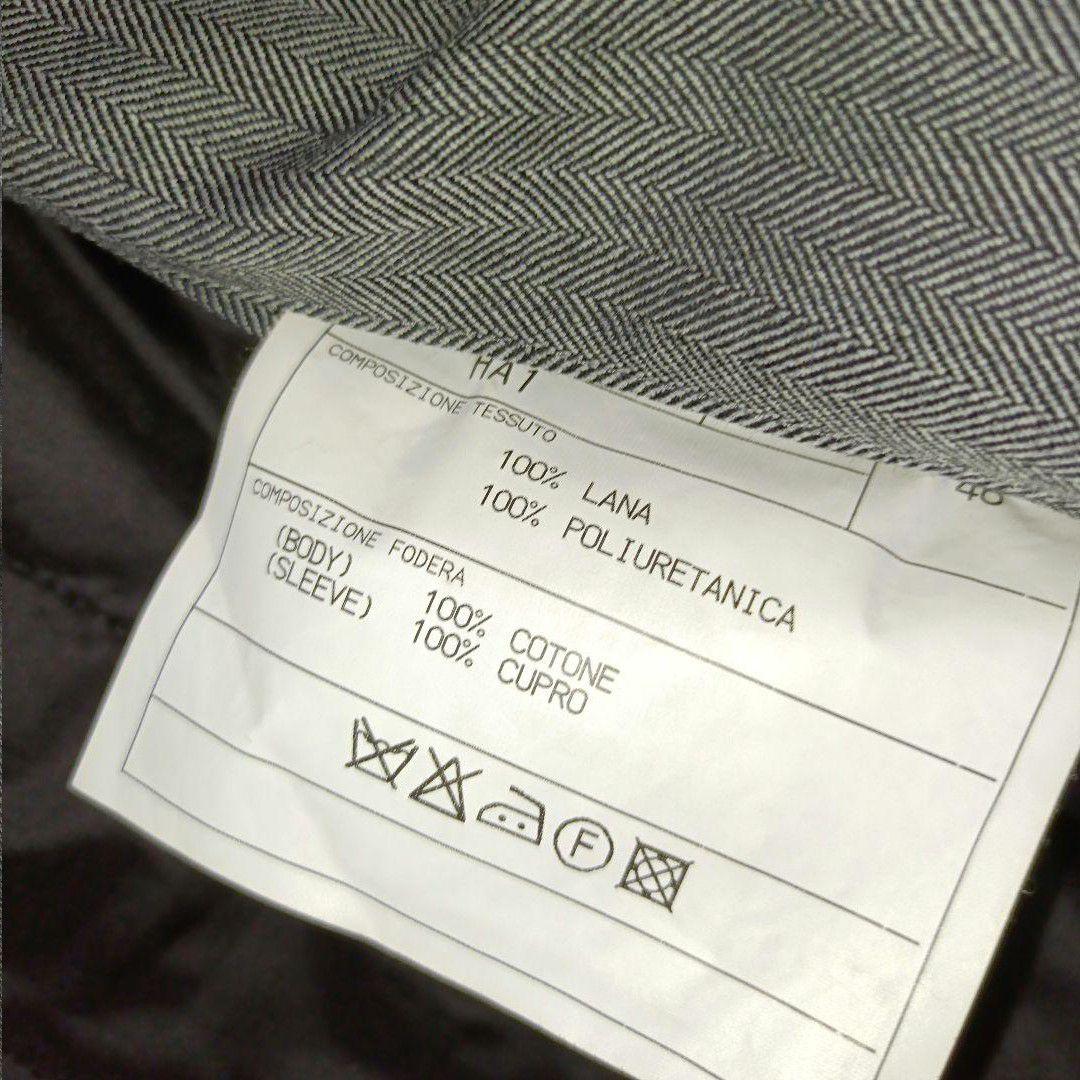 HA1
COMPOSIZIONE TESSUTO
100% LANA
100% POLIURETANICA
COMPOSIZIONE FODERA
(BODY) 100% COTONE
(SLEEVE) 100% CUPRO
F